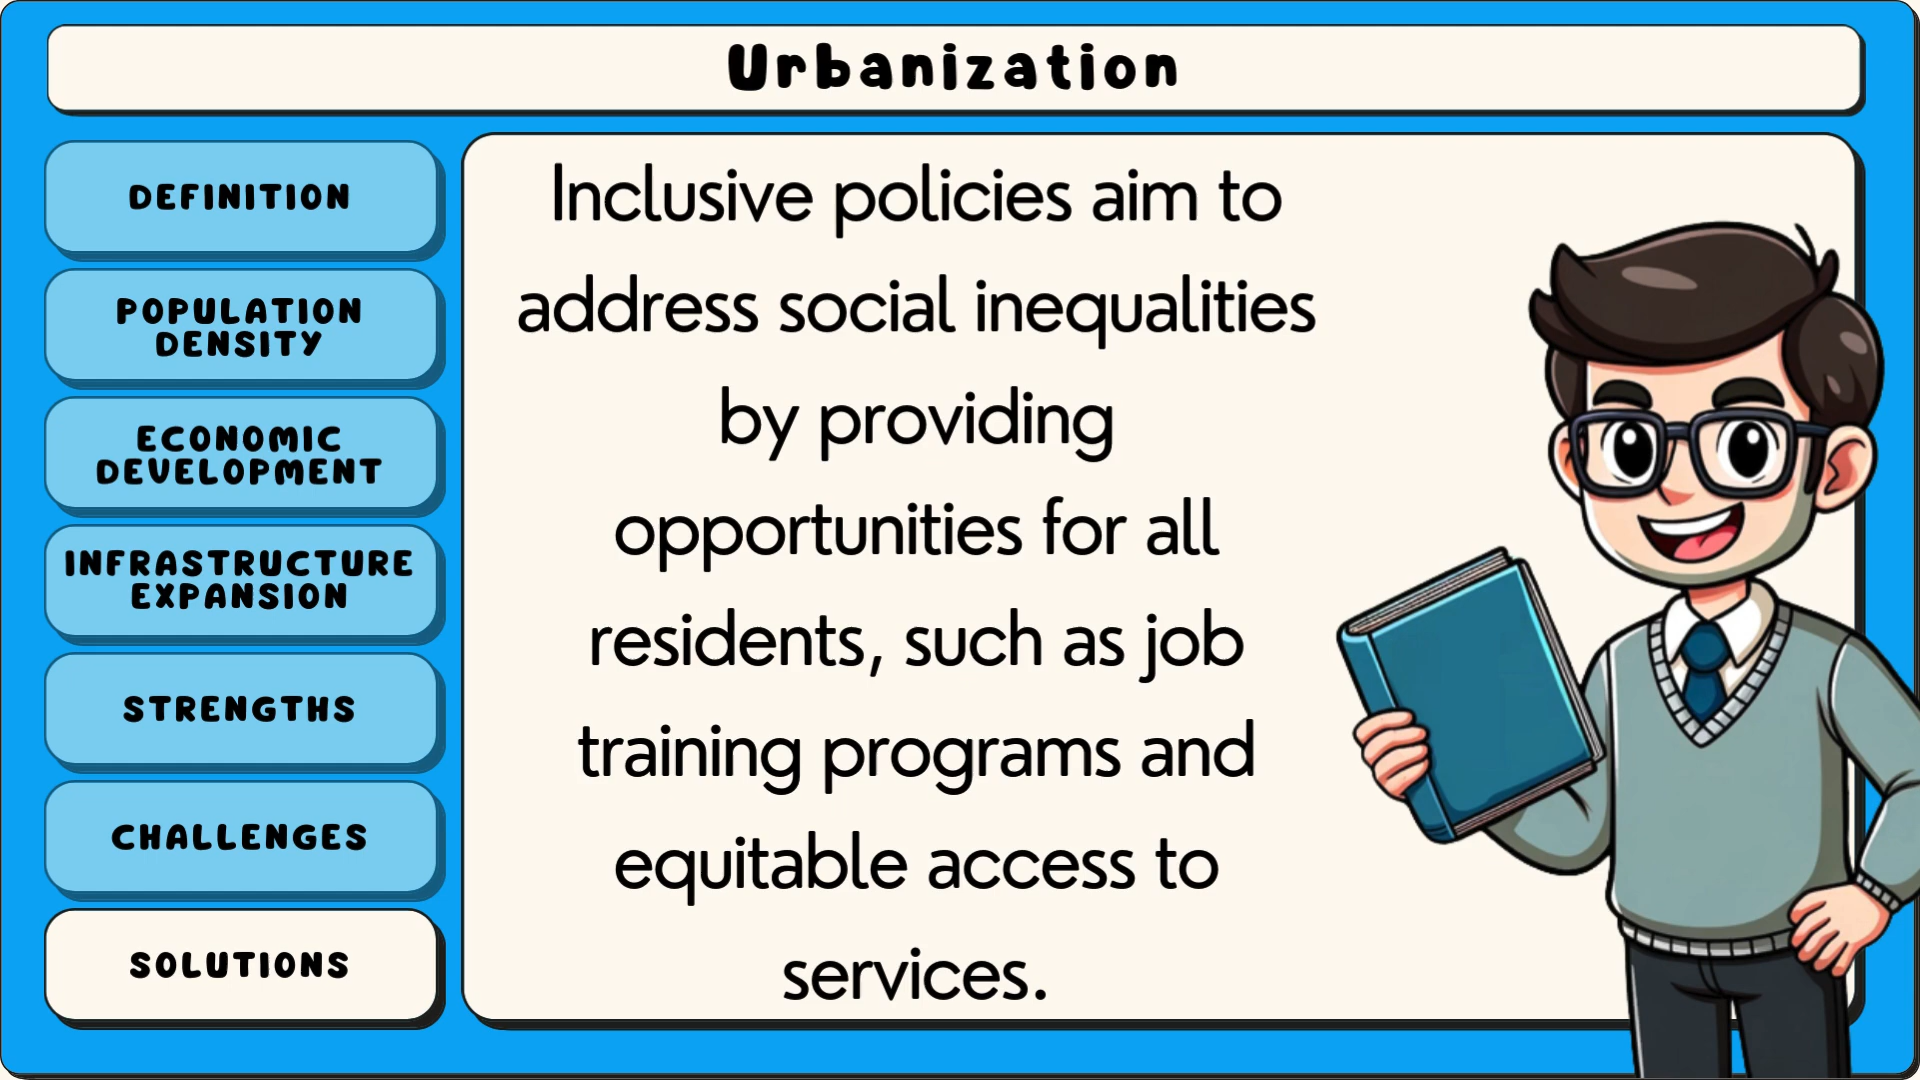 Urbanization
DEFINITION
POPULATION
DENSITY
ECONOMIC
DEVELOPMENT
INFRASTRUCTURE
EXPANSION
STRENGTHS
CHALLENGES
SOLUTIONS
Inclusive policies aim to
address social inequalities
by providing
opportunities for all
residents, such as job
training programs and
equitable access to
services.